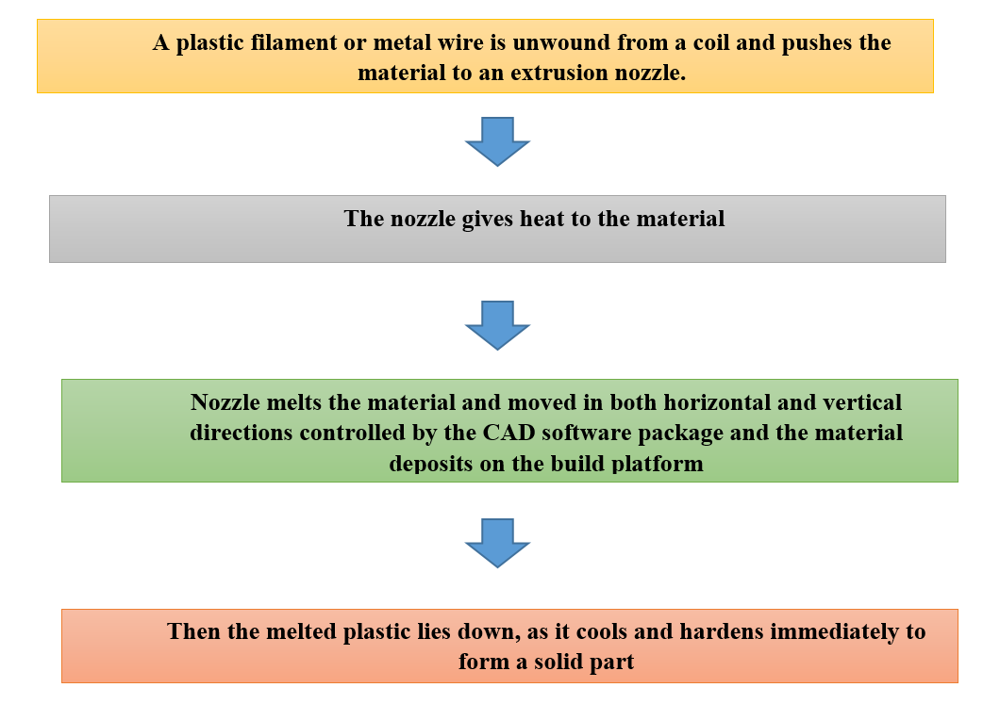 A plastic filament or metal wire is unwound from a coil and pushes the
material to an extrusion nozzle.
The nozzle gives heat to the material
Nozzle melts the material and moved in both horizontal and vertical
directions controlled by the CAD software package and the material
deposits on the build platform
Then the melted plastic lies down, as it cools and hardens immediately to
form a solid part